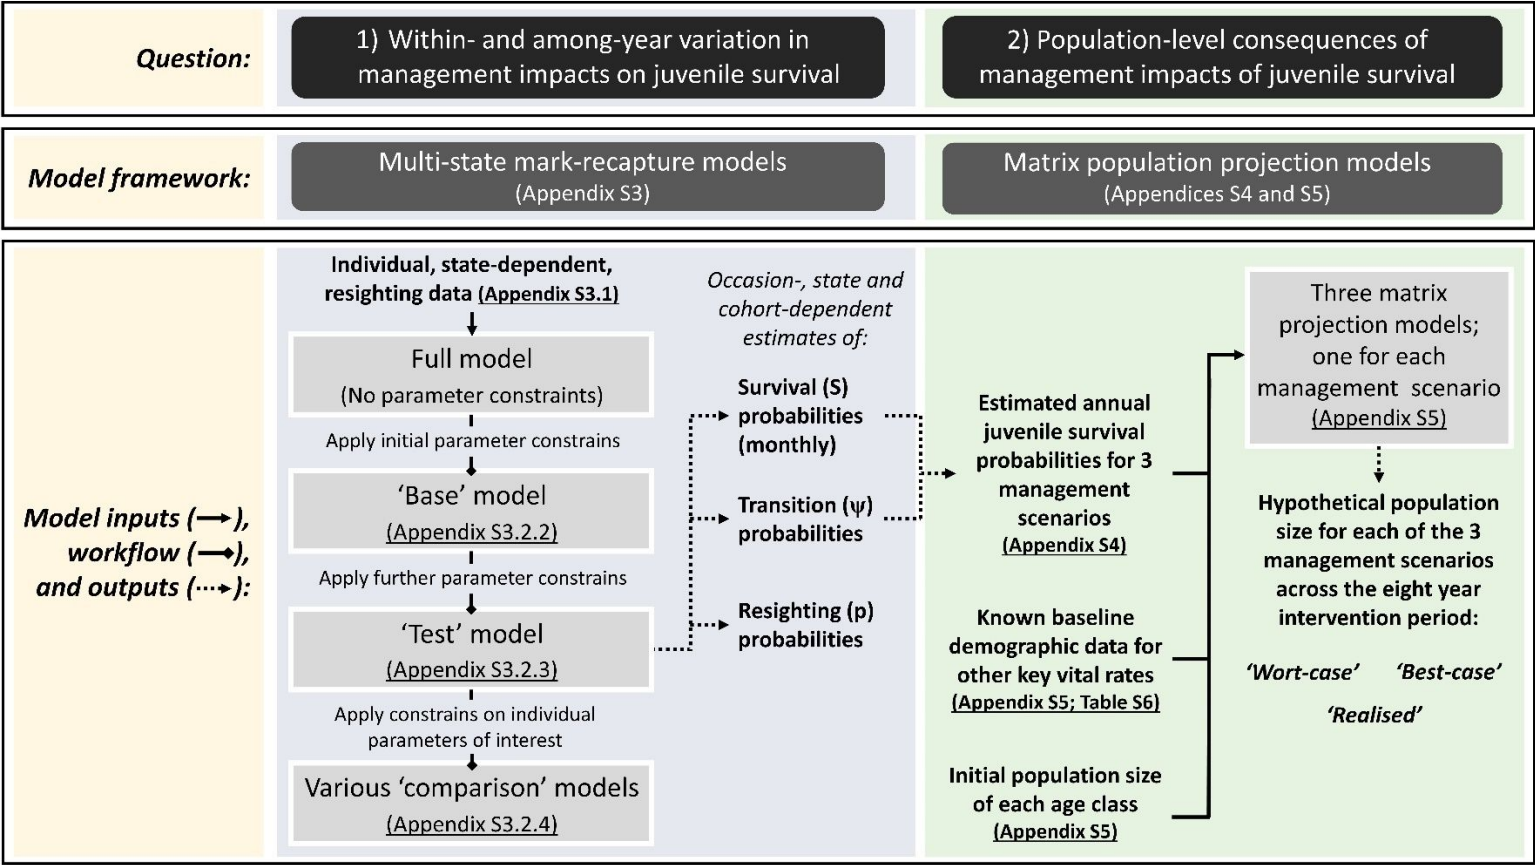 Question:
1) Within- and among-year variation in
management impacts on juvenile survival
2) Population-level consequences of
management impacts of juvenile survival
Model framework:
Multi-state mark-recapture models
(Appendix S3)
Matrix population projection models
(Appendices S4 and S5)
Model inputs (→),
workflow (—◆),
and outputs (····▸):
Individual, state-dependent,
resighting data (Appendix S3.1)
Full model
(No parameter constraints)
Apply initial parameter constrains
‘Base’ model
(Appendix S3.2.2)
Apply further parameter constrains
‘Test’ model
(Appendix S3.2.3)
Apply constrains on individual
parameters of interest
Various ‘comparison’ models
(Appendix S3.2.4)
Occasion-, state and
cohort-dependent
estimates of:
Survival (S)
probabilities
(monthly)
Transition (ψ)
probabilities
Resighting (p)
probabilities
Estimated annual
juvenile survival
probabilities for 3
management
scenarios
(Appendix S4)
Known baseline
demographic data for
other key vital rates
(Appendix S5; Table S6)
Initial population size
of each age class
(Appendix S5)
Three matrix
projection models;
one for each
management scenario
(Appendix S5)
Hypothetical population
size for each of the 3
management scenarios
across the eight year
intervention period:
‘Wort-case’ ‘Best-case’
‘Realised’